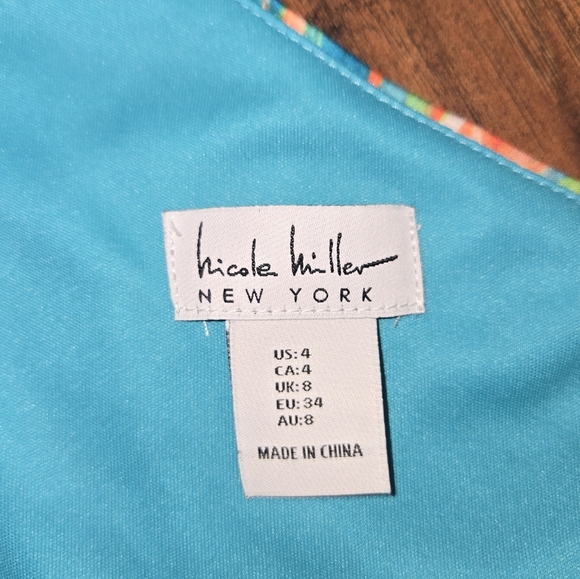 Nicole Miller
NEW YORK
US: 4
CA: 4
UK: 8
EU: 34
AU: 8
MADE IN CHINA